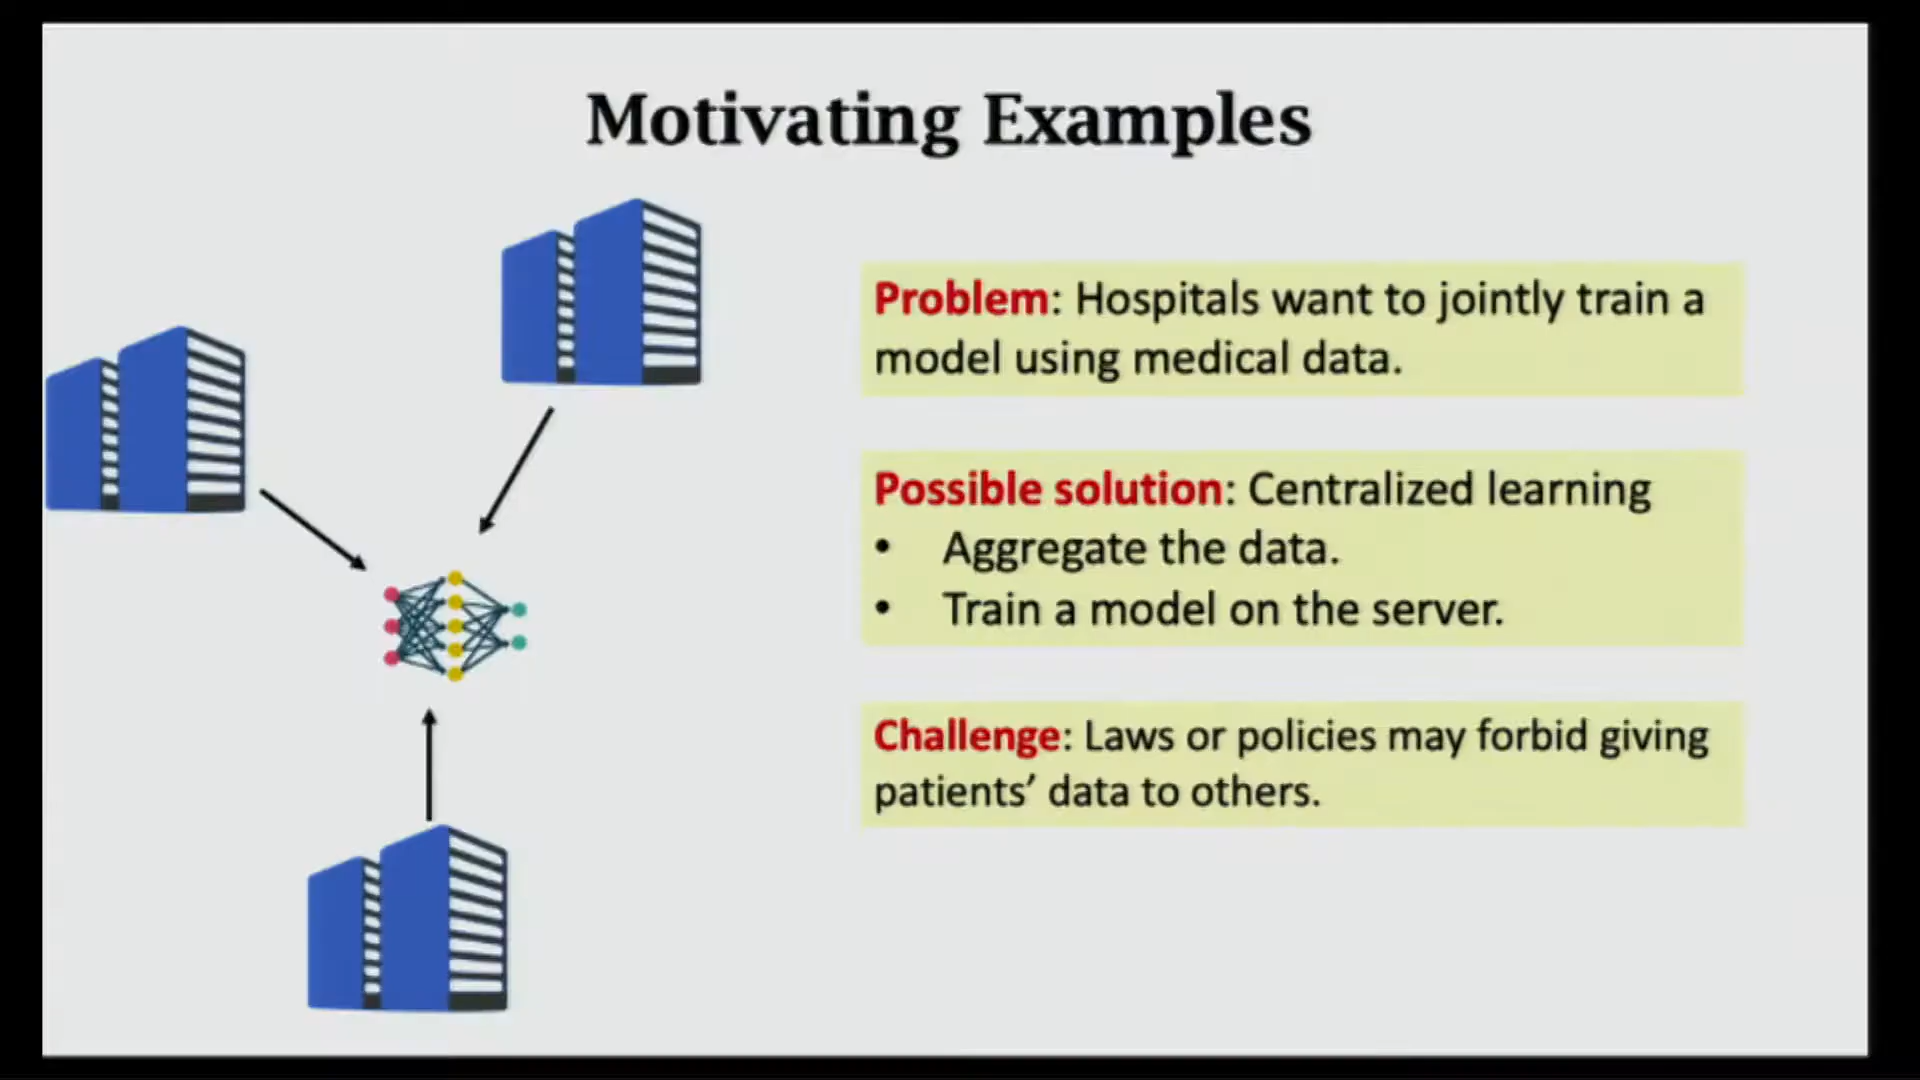 Motivating Examples
Problem: Hospitals want to jointly train a
model using medical data.
Possible solution: Centralized learning
• Aggregate the data.
• Train a model on the server.
Challenge: Laws or policies may forbid giving
patients’ data to others.